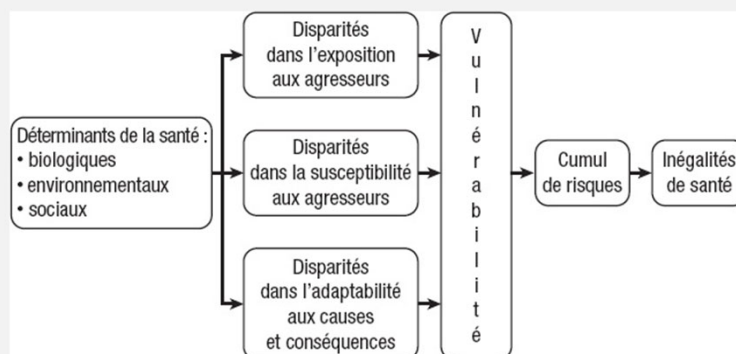 Déterminants de la santé :
• biologiques
• environnementaux
• sociaux
Disparités
dans l'exposition
aux agresseurs
Disparités
dans la susceptibilité
aux agresseurs
Disparités
dans l'adaptabilité
aux causes
et conséquences
Vulnérabilité
Cumul
de risques
Inégalités
de santé